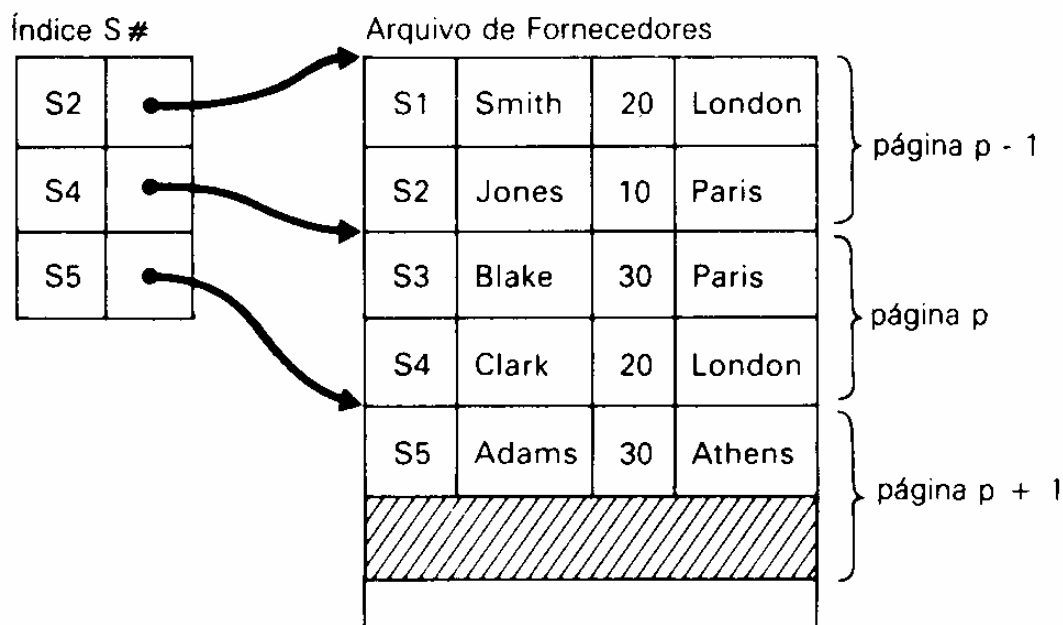 Índice S#
Arquivo de Fornecedores
S2
S4
S5
S1 Smith 20 London
S2 Jones 10 Paris
S3 Blake 30 Paris
S4 Clark 20 London
S5 Adams 30 Athens
página p - 1
página p
página p + 1